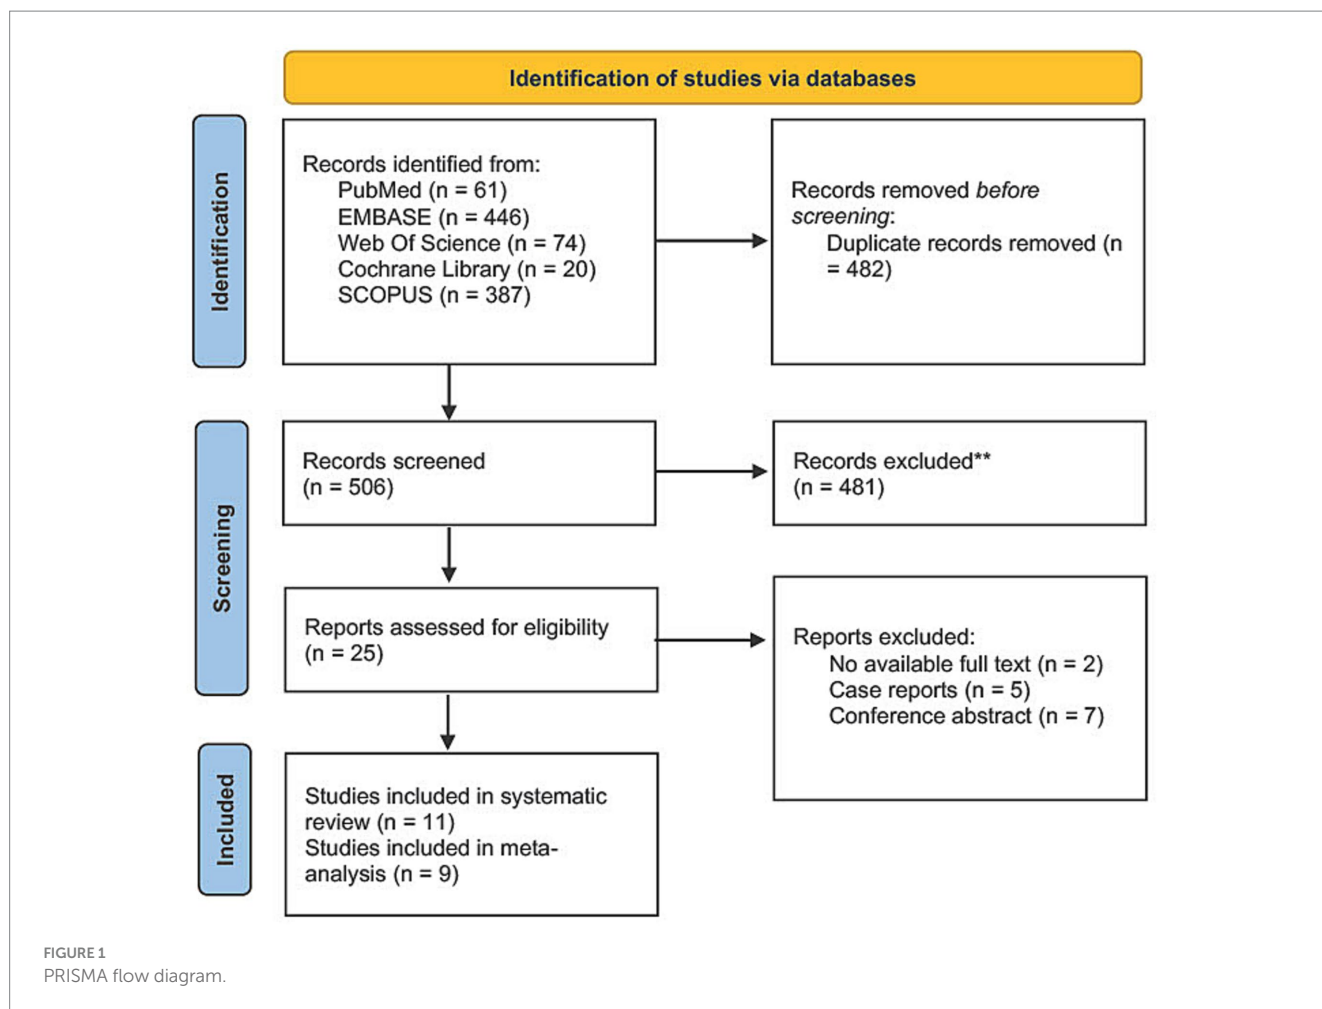 Identification of studies via databases
Identification
Records identified from:
PubMed (n = 61)
EMBASE (n = 446)
Web Of Science (n = 74)
Cochrane Library (n = 20)
SCOPUS (n = 387)
Records removed before
screening:
Duplicate records removed (n
= 482)
Screening
Records screened
(n = 506)
Records excluded**
(n = 481)
Reports assessed for eligibility
(n = 25)
Reports excluded:
No available full text (n = 2)
Case reports (n = 5)
Conference abstract (n = 7)
Included
Studies included in systematic
review (n = 11)
Studies included in meta-
analysis (n = 9)
FIGURE 1
PRISMA flow diagram.